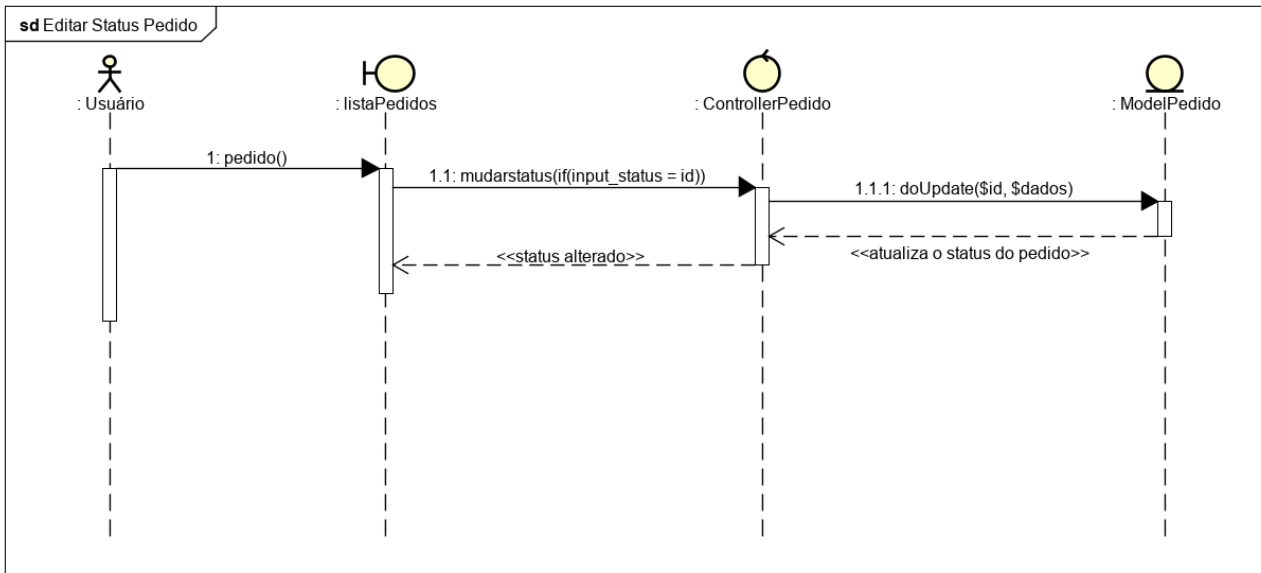 sd Editar Status Pedido
: Usuário
: listaPedidos
: ControllerPedido
: ModelPedido
1: pedido()
1.1: mudarstatus(if(input_status = id))
1.1.1: doUpdate($id, $dados)
<<atualiza o status do pedido>>
<<status alterado>>